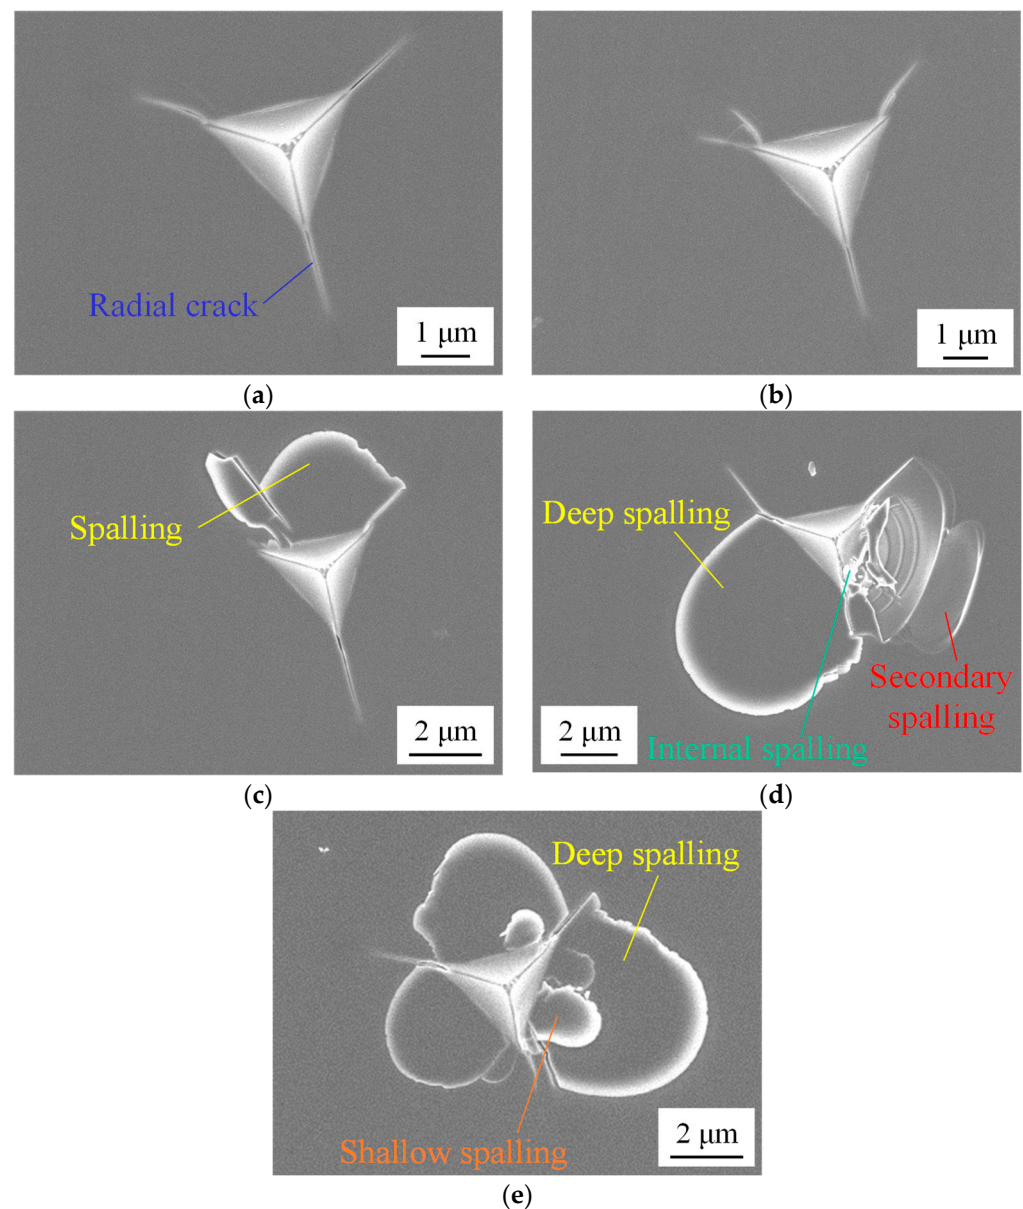 Radial crack
1 μm
1 μm
(a)
(b)
Spalling
2 μm
Deep spalling
Secondary
spalling
Internal spalling
2 μm
(c)
(d)
Deep spalling
Shallow spalling
2 μm
(e)